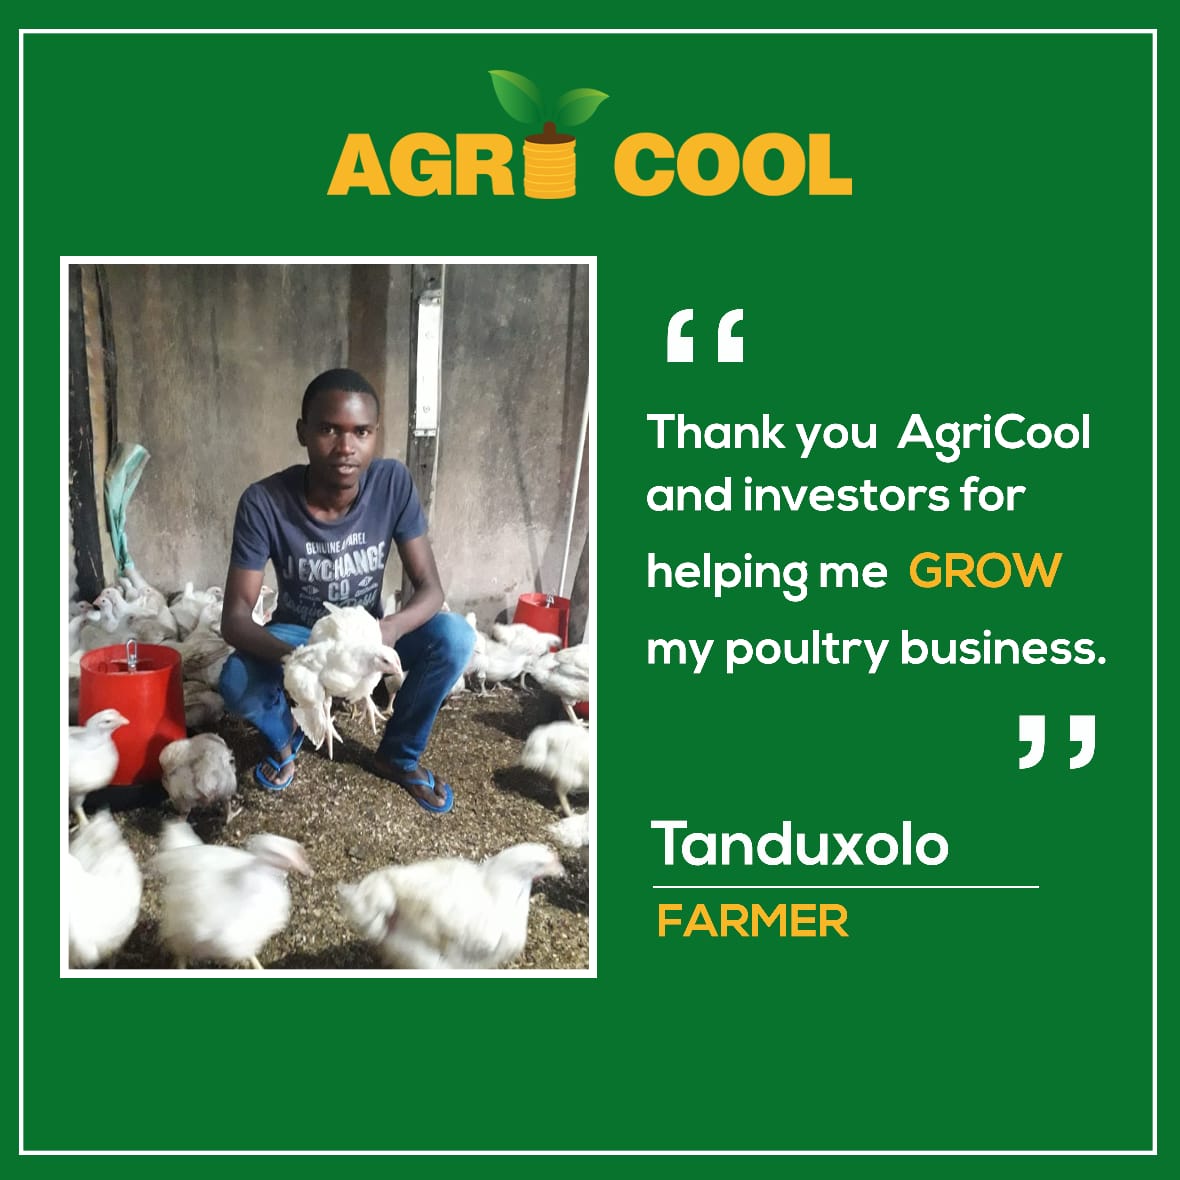 AGRI COOL
“
Thank you AgriCool
and investors for
helping me GROW
my poultry business.
”
Tanduxolo
FARMER
GENUINE APPAREL
J EXCHANGE
CO